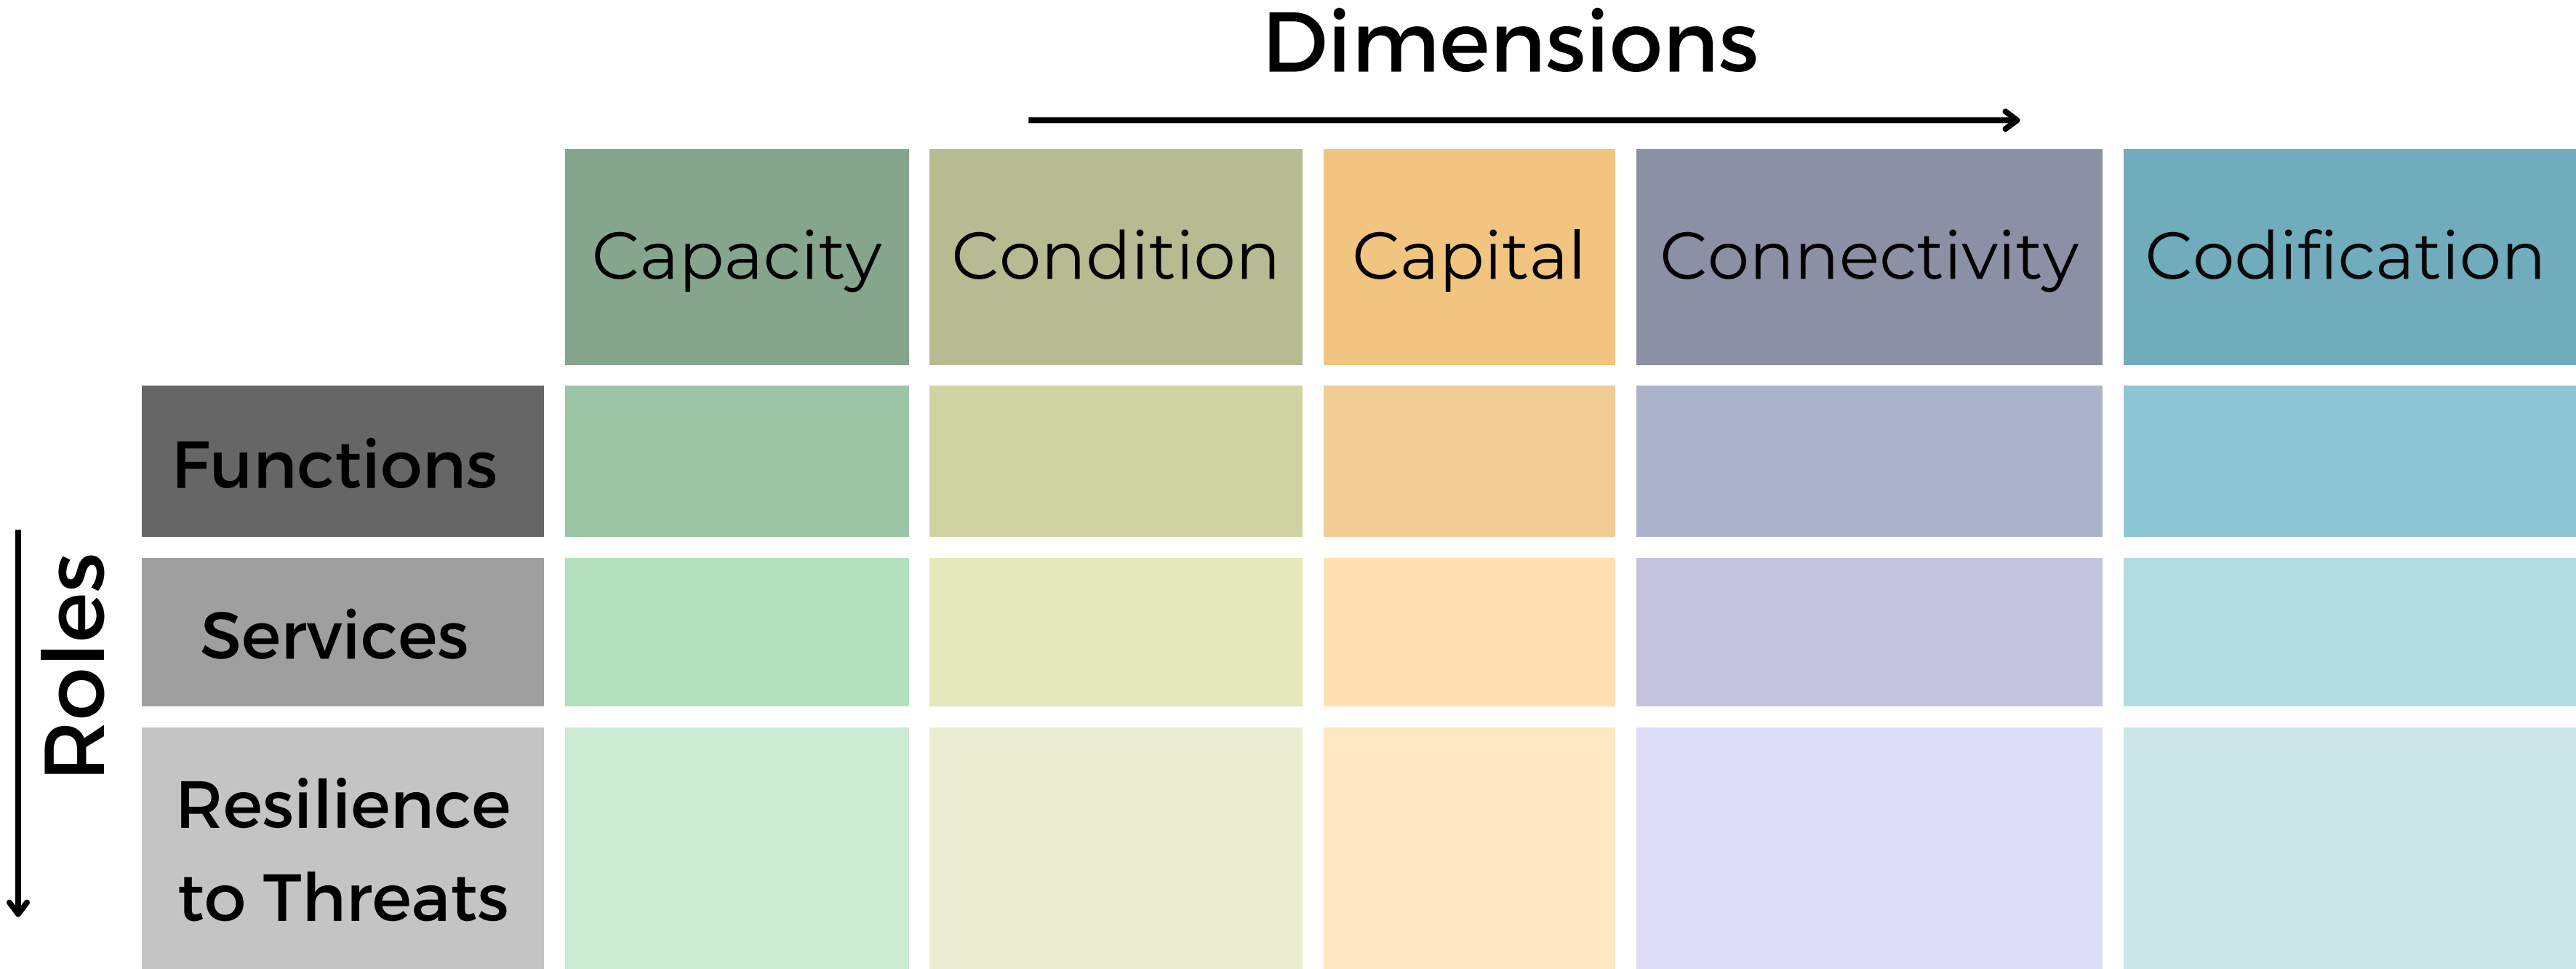 Dimensions
Capacity
Condition
Capital
Connectivity
Codification
Roles
Functions
Services
Resilience
to Threats